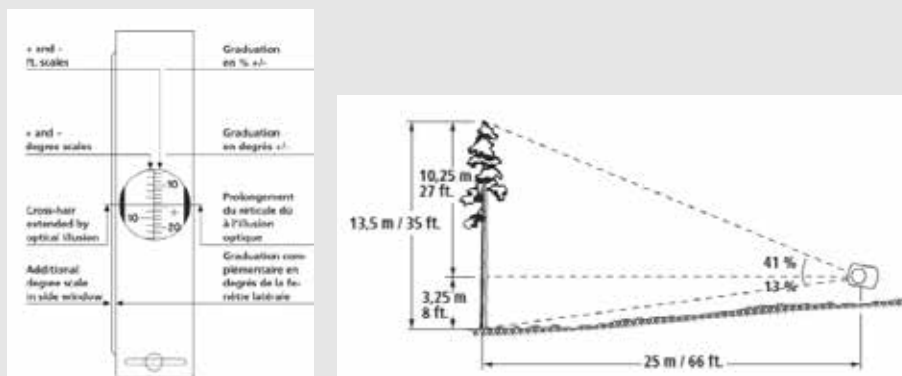 + and -
ft. scales
Graduation
en % +/-
+ and -
degree scales
Graduation
en degrés +/-
10
10
20
+
Cross-hair
extended by
optical illusion
Prolongement
du réticule dû
à l'illusion
optique
Additional
degree scale
in side window
Graduation com-
plémentaire en
degrés de la fe-
nêtre latérale
10,25 m
27 ft.
13,5 m / 35 ft.
3,25 m
8 ft.
41 %
13 %
25 m / 66 ft.